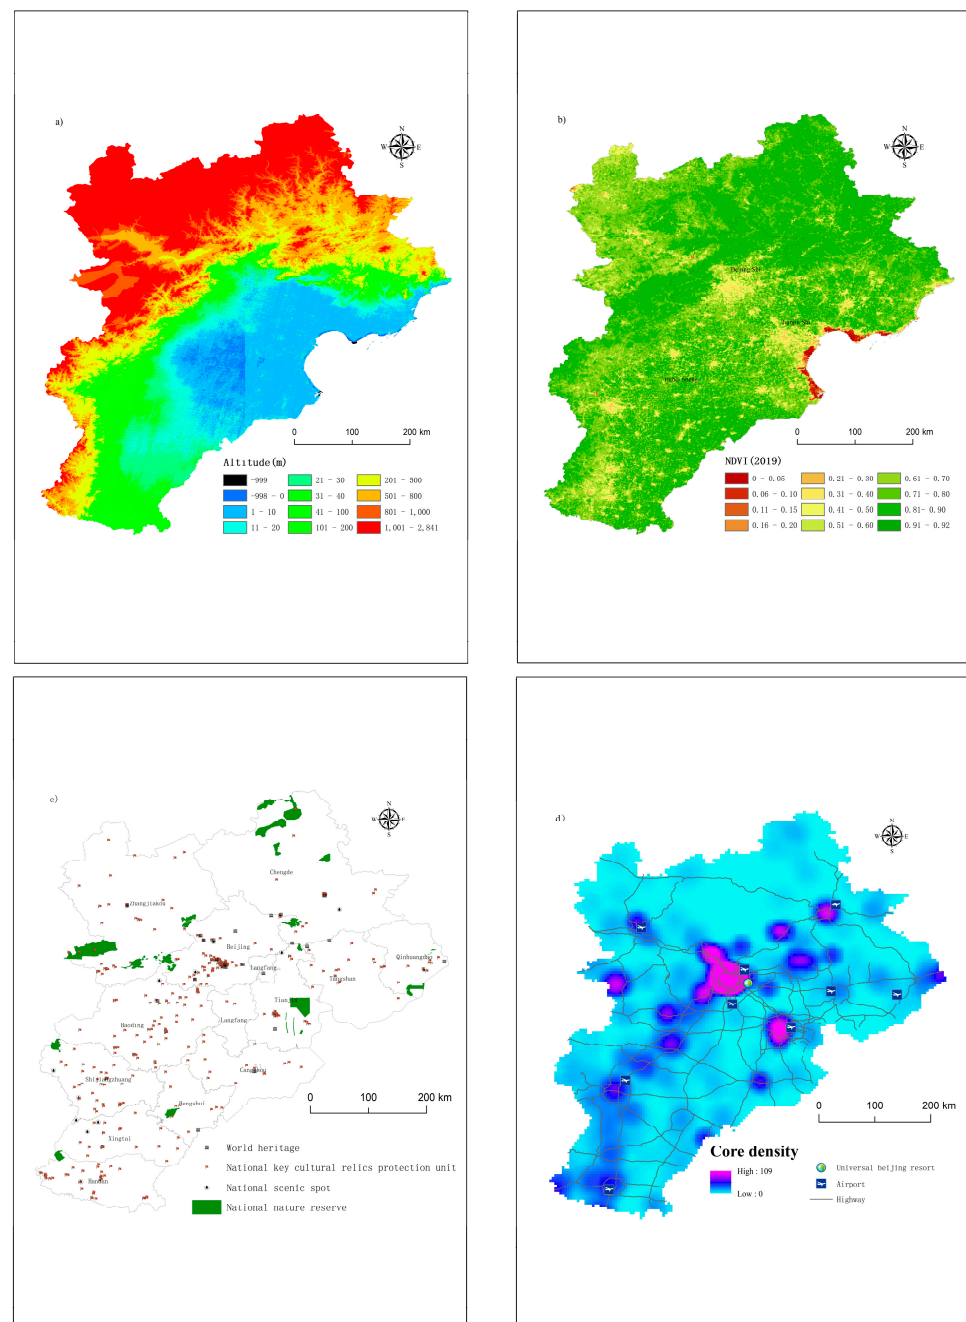 a)
N
W E
S
0 100 200 km
Altitude(m)
-999
-998 - 0
1 - 10
11 - 20
21 - 30
31 - 40
41 - 100
101 - 200
201 - 500
501 - 800
801 - 1,000
1,001 - 2,841
b)
N
W E
S
Beijing Shi
0 100 200 km
NDVI(2019)
0 - 0.05
0.06 - 0.10
0.11 - 0.15
0.16 - 0.20
0.21 - 0.30
0.31 - 0.40
0.41 - 0.50
0.51 - 0.60
0.61 - 0.70
0.71 - 0.80
0.81- 0.90
0.91 - 0.92
c)
N
W E
S
Chengde
Zhangjiakou
Beijing
Qinhuangdao
Langfang
Tangshan
Tianjin
Langfang
Baoding
Cangzhou
Shijiazhuang
Hengshui
Xingtai
Handan
0 100 200 km
World heritage
National key cultural relics protection unit
National scenic spot
National nature reserve
d)
N
W E
S
0 100 200 km
Core density
High : 109
Low : 0
Universal beijing resort
Airport
Highway